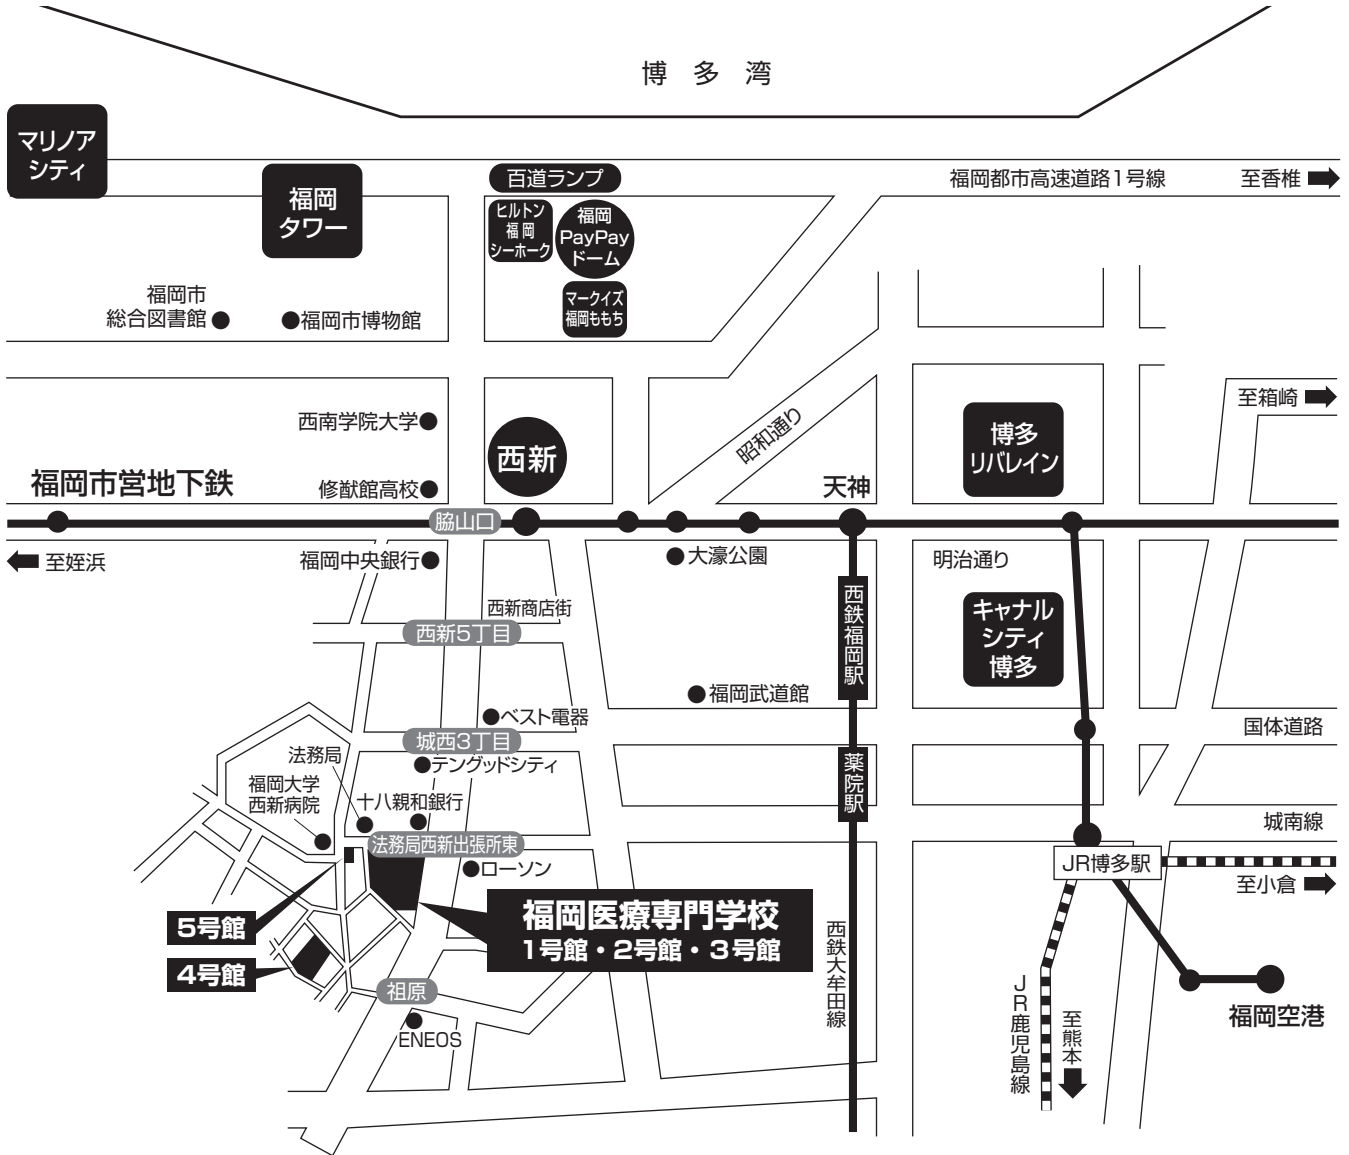 博多湾
マリノア
シティ
福岡
タワー
百道ランプ
福岡都市高速道路1号線
至香椎
ヒルトン
福岡
シーホーク
福岡
PayPay
ドーム
マークイズ
福岡ももち
福岡市
総合図書館
福岡市博物館
西南学院大学
西新
昭和通り
博多
リバレイン
至箱崎
福岡市営地下鉄
修猷館高校
天神
脇山口
至姪浜
福岡中央銀行
大濠公園
明治通り
西新商店街
西新5丁目
西鉄福岡駅
キャナル
シティ
博多
福岡武道館
ベスト電器
国体道路
城西3丁目
法務局
テングッドシティ
薬院駅
福岡大学
西新病院
十八親和銀行
城南線
法務局西新出張所東
ローソン
JR博多駅
至小倉
5号館
福岡医療専門学校
1号館・2号館・3号館
4号館
西鉄大牟田線
祖原
ENEOS
JR鹿児島線
至熊本
福岡空港